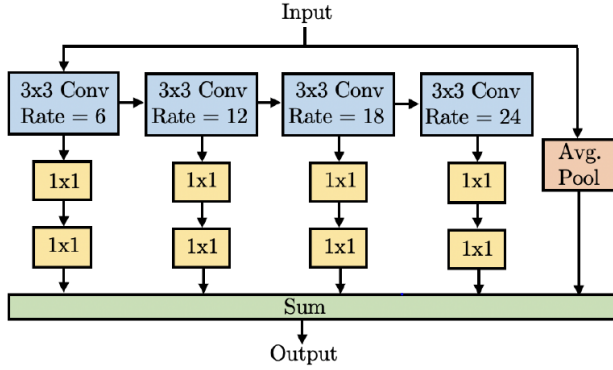 Input
3x3 Conv
Rate = 6
3x3 Conv
Rate = 12
3x3 Conv
Rate = 18
3x3 Conv
Rate = 24
Avg.
Pool
1x1
1x1
1x1
1x1
1x1
1x1
1x1
1x1
Sum
Output